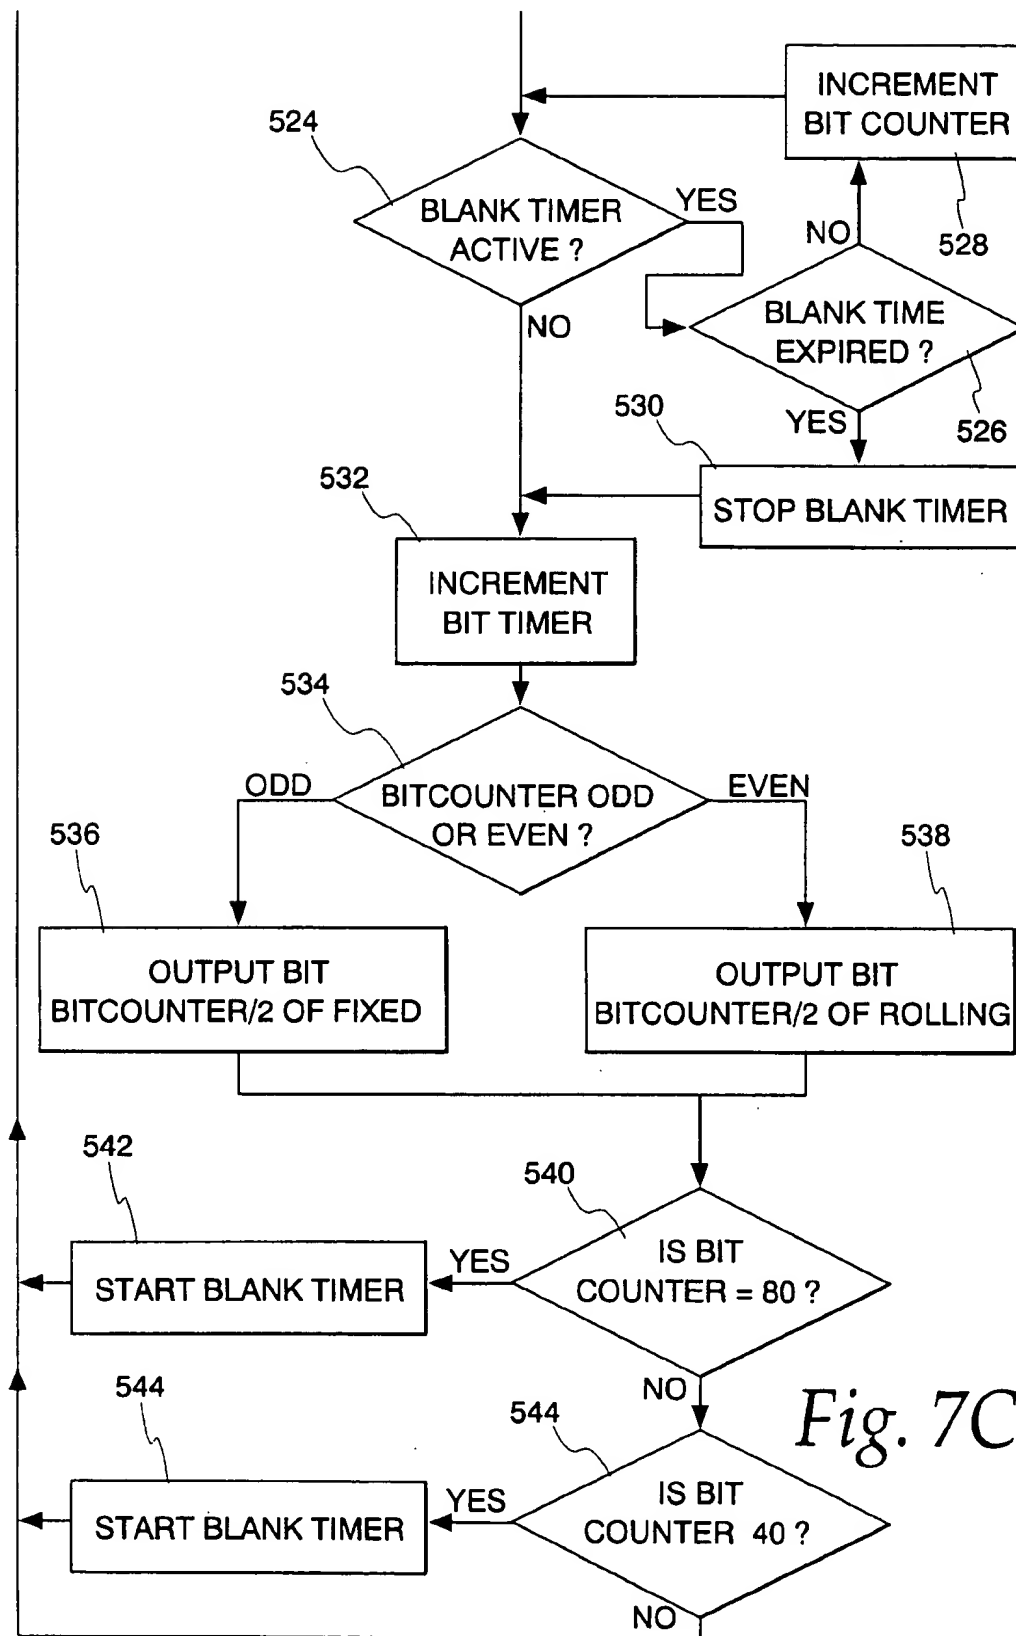 INCREMENT
BIT COUNTER
524
BLANK TIMER
ACTIVE ?
YES
NO
528
BLANK TIME
EXPIRED ?
NO
YES
526
530
STOP BLANK TIMER
532
INCREMENT
BIT TIMER
534
BITCOUNTER ODD
OR EVEN ?
ODD
EVEN
536
538
OUTPUT BIT
BITCOUNTER/2 OF FIXED
OUTPUT BIT
BITCOUNTER/2 OF ROLLING
542
540
START BLANK TIMER
YES
IS BIT
COUNTER = 80 ?
NO
544
544
Fig. 7C
START BLANK TIMER
YES
IS BIT
COUNTER 40 ?
NO